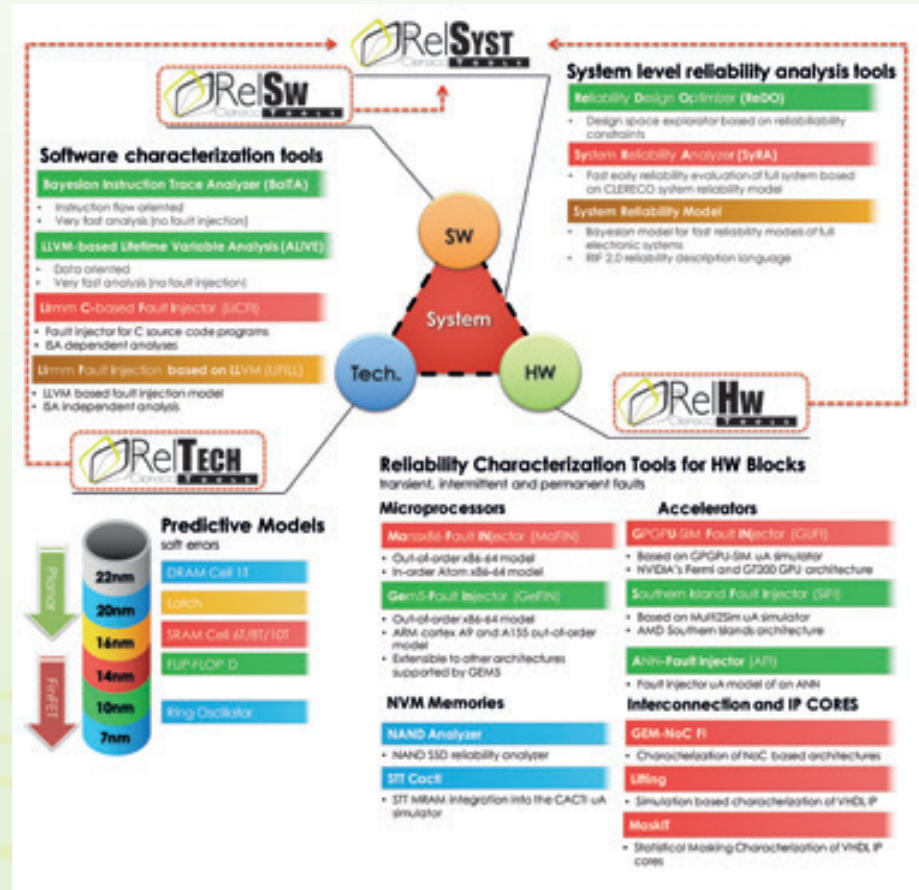 RelSyst
Clereco Tools
RelSw
Clereco Tools
System level reliability analysis tools
Reliability Design Optimizer (ReDO)
• Design space explorator based on reliabiliability
constraints
System Reliability Analyzer (SyRA)
• Fast early reliability evaluation of full system based
on CLERECO system reliability model
System Reliability Model
• Bayesian model for fast reliability models of full
electronic systems
• RIIF 2.0 reliability description language
Software characterization tools
Bayesian Instruction Trace Analyzer (BaITA)
• Instruction flow oriented
• Very fast analysis (no fault injection)
LLVM-based Lifetime Variable Analysis (ALIVE)
• Data oriented
• Very fast analysis (no fault injection)
Lirmm C-based Fault Injector (LICFI)
• Fault injector for C source code programs
• ISA dependent analyses
Lirmm Fault Injection based on LLVM (LIFILL)
• LLVM based fault injection model
• ISA independent analysis
SW
System
Tech.
HW
RelTech
Clereco Tools
RelHw
Clereco Tools
Predictive Models
soft errors
Planar
FinFET
22nm
20nm
16nm
14nm
10nm
7nm
DRAM Cell 1T
Latch
SRAM Cell 6T/8T/10T
FLIP-FLOP D
Ring Oscillator
Reliability Characterization Tools for HW Blocks
transient, intermittent and permanent faults
Microprocessors
Marssx86-Fault INjector (MaFIN)
• Out-of-order x86-64 model
• In-order Atom x86-64 model
Gem5-Fault Injector (GeFIN)
• Out-of-order x86-64 model
• ARM cortex A9 and A15S out-of-order
model
• Extensible to other architectures
supported by GEM5
NVM Memories
NAND Analyzer
• NAND SSD reliability analyzer
STT Cacti
• STT MRAM integration into the CACTI uA
simulator
Accelerators
GPGPU-SIM Fault INjector (GUFI)
• Based on GPGPU-SIM uA simulator
• NVIDIA's Fermi and GT200 GPU architecture
Southern Island Fault Injector (SIFI)
• Based on Multi2Sim uA simulator
• AMD Southern Islands architecture
ANN-Fault Injector (AFI)
• Fault injector uA model of an ANN
Interconnection and IP CORES
GEM-NoC FI
• Characterization of NoC based architectures
Lifting
• Simulation based characterization of VHDL IP
MaskIT
• Statistical Masking Characterization of VHDL IP
cores